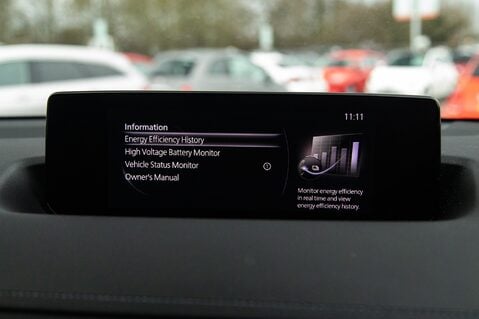 11:11
Information
Energy Efficiency History
High Voltage Battery Monitor
Vehicle Status Monitor
Owner's Manual
Monitor energy efficiency
in real time and view
energy efficiency history.